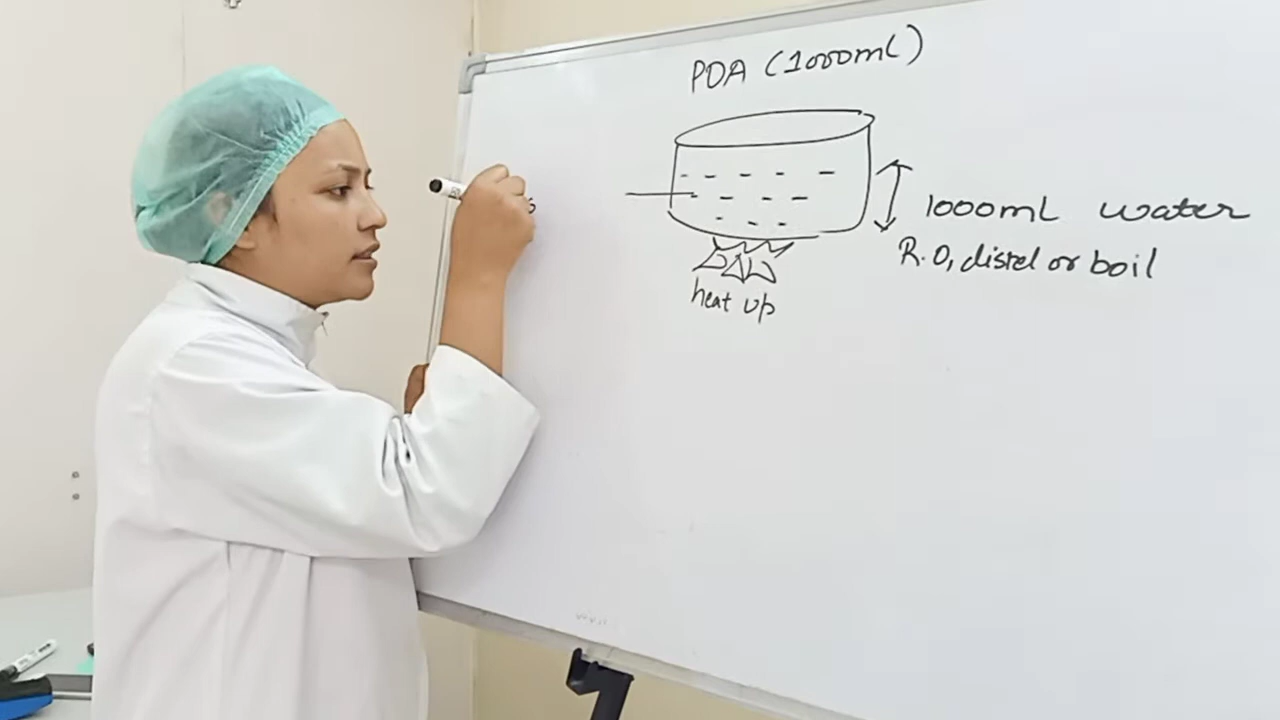 PDA (1000ml)
1000ml water
R.O, distel or boil
heat up